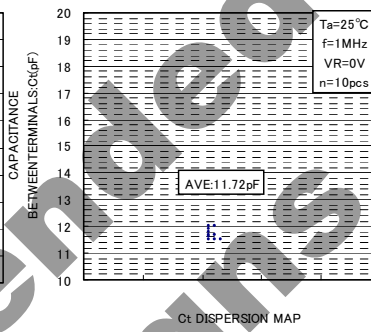 CAPACITANCE
BETWEENTERMINALS:Ct(pF)
20
19
18
17
16
15
14
13
12
11
10
Ta=25°C
f=1MHz
VR=0V
n=10pcs
AVE:11.72pF
Ct DISPERSION MAP